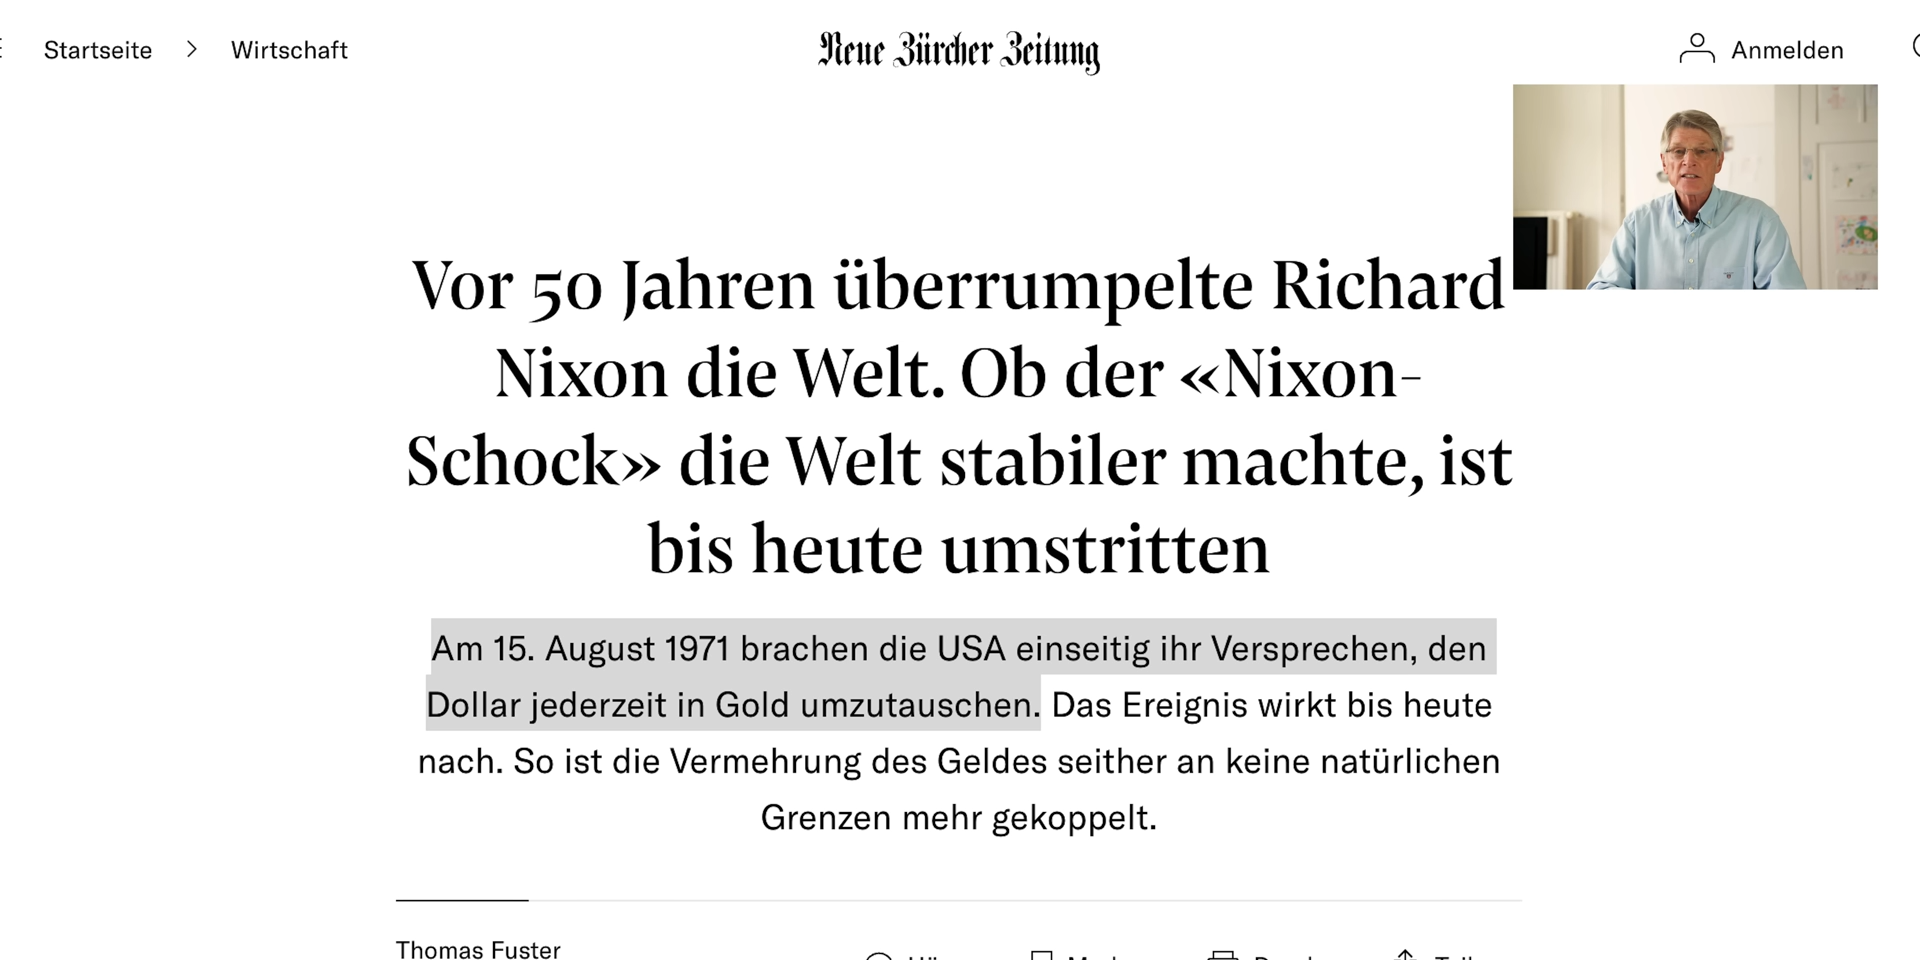 Startseite > Wirtschaft
Neue Zürcher Zeitung
Anmelden
Vor 50 Jahren überrumpelte Richard
Nixon die Welt. Ob der «Nixon-
Schock» die Welt stabiler machte, ist
bis heute umstritten
Am 15. August 1971 brachen die USA einseitig ihr Versprechen, den
Dollar jederzeit in Gold umzutauschen. Das Ereignis wirkt bis heute
nach. So ist die Vermehrung des Geldes seither an keine natürlichen
Grenzen mehr gekoppelt.
Thomas Fuster